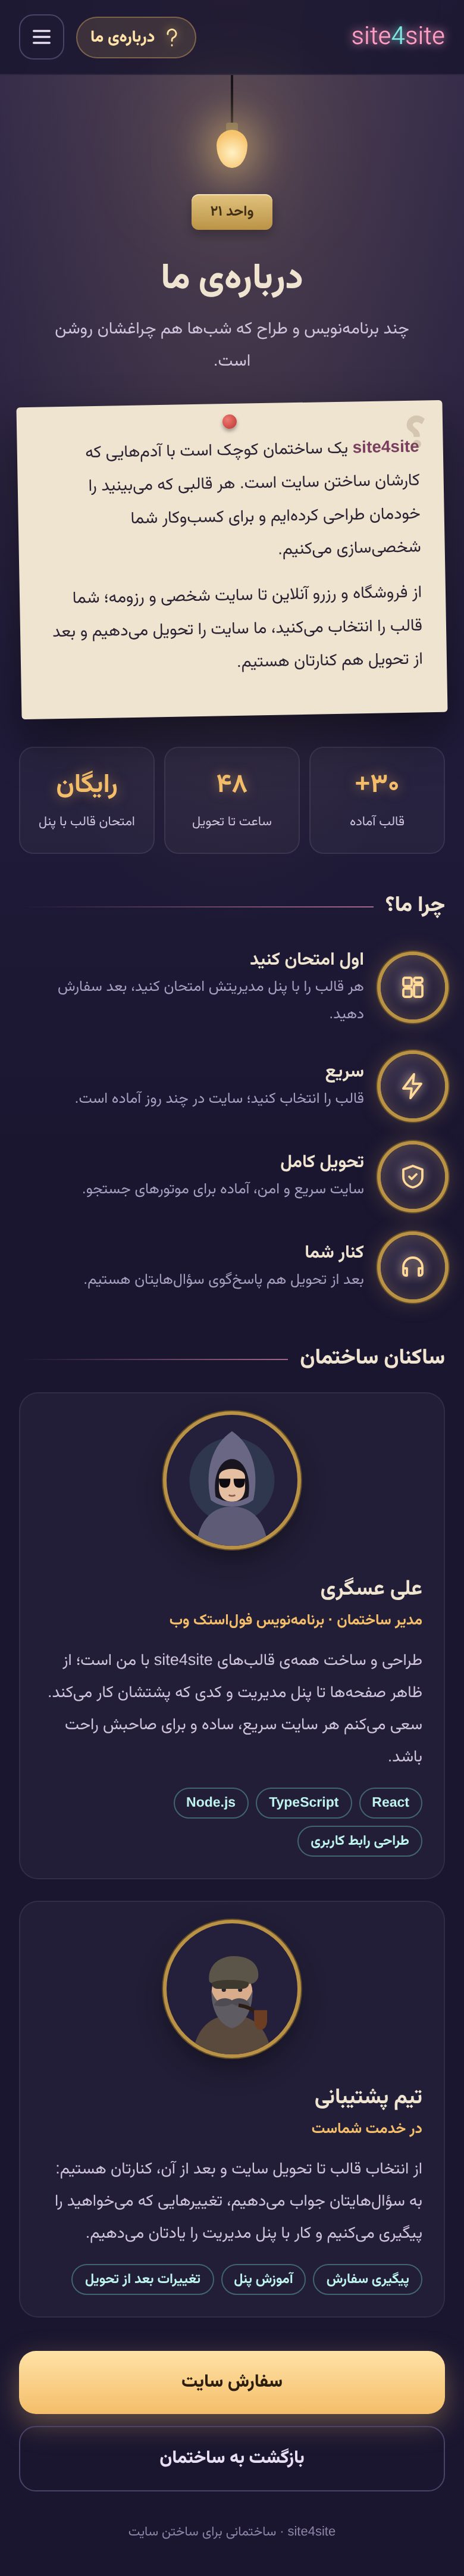 site4site
؟ درباره‌ی ما
واحد ۲۱
درباره‌ی ما
چند برنامه‌نویس و طراح که شب‌ها هم چراغشان روشن
است.
؟
site4site یک ساختمان کوچک است با آدم‌هایی که
کارشان ساختن سایت است. هر قالبی که می‌بینید را
خودمان طراحی کرده‌ایم و برای کسب‌وکار شما
شخصی‌سازی می‌کنیم.
از فروشگاه و رزرو آنلاین تا سایت شخصی و رزومه؛ شما
قالب را انتخاب می‌کنید، ما سایت را تحویل می‌دهیم و بعد
از تحویل هم کنارتان هستیم.
۳۰+
قالب آماده
۴۸
ساعت تا تحویل
رایگان
امتحان قالب با پنل
چرا ما؟
اول امتحان کنید
هر قالب را با پنل مدیریتش امتحان کنید، بعد سفارش
دهید.
سریع
قالب را انتخاب کنید؛ سایت در چند روز آماده است.
تحویل کامل
سایت سریع و امن، آماده برای موتورهای جستجو.
کنار شما
بعد از تحویل هم پاسخ‌گوی سؤال‌هایتان هستیم.
ساکنان ساختمان
علی عسگری
مدیر ساختمان · برنامه‌نویس فول‌استک وب
طراحی و ساخت همه‌ی قالب‌های site4site با من است؛ از
ظاهر صفحه‌ها تا پنل مدیریت و کدی که پشتشان کار می‌کند.
سعی می‌کنم هر سایت سریع، ساده و برای صاحبش راحت
باشد.
React
TypeScript
Node.js
طراحی رابط کاربری
تیم پشتیبانی
در خدمت شماست
از انتخاب قالب تا تحویل سایت و بعد از آن، کنارتان هستیم:
به سؤال‌هایتان جواب می‌دهیم، تغییرهایی که می‌خواهید را
پیگیری می‌کنیم و کار با پنل مدیریت را یادتان می‌دهیم.
پیگیری سفارش
آموزش پنل
تغییرات بعد از تحویل
سفارش سایت
بازگشت به ساختمان
site4site · ساختمانی برای ساختن سایت